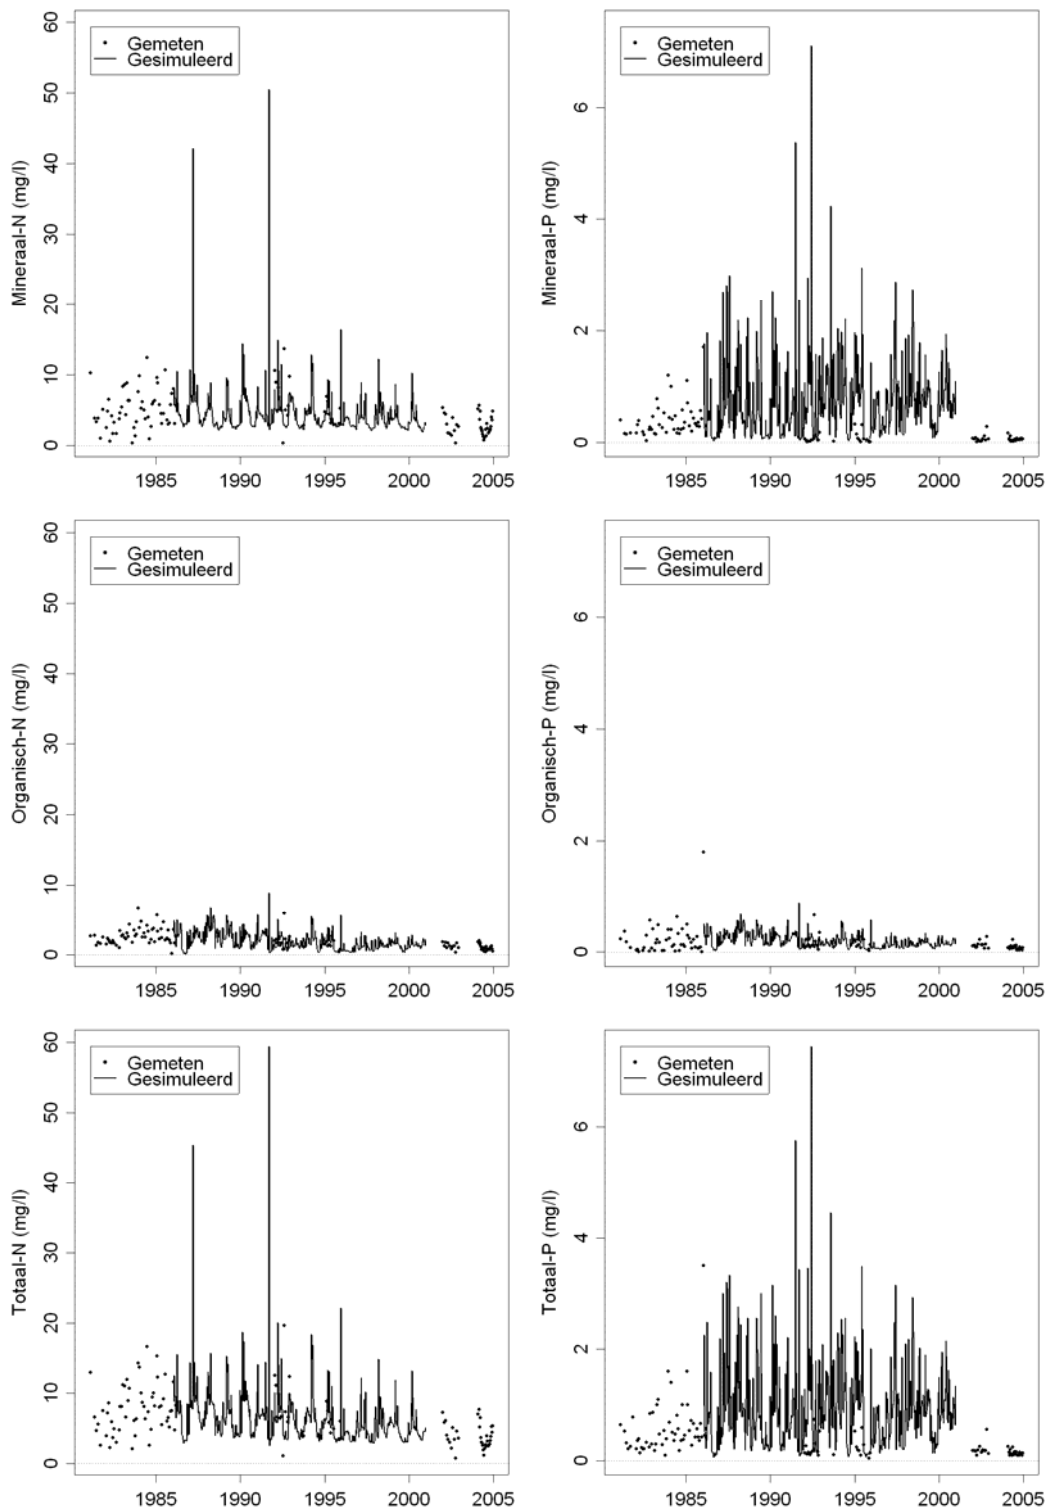 Mineraal-N (mg/l)
60
50
40
30
20
10
0
Gemeten
Gesimuleerd
1985 1990 1995 2000 2005
Mineraal-P (mg/l)
6
4
2
0
Gemeten
Gesimuleerd
1985 1990 1995 2000 2005
Organisch-N (mg/l)
60
50
40
30
20
10
0
Gemeten
Gesimuleerd
1985 1990 1995 2000 2005
Organisch-P (mg/l)
6
4
2
0
Gemeten
Gesimuleerd
1985 1990 1995 2000 2005
Totaal-N (mg/l)
60
50
40
30
20
10
0
Gemeten
Gesimuleerd
1985 1990 1995 2000 2005
Totaal-P (mg/l)
6
4
2
0
Gemeten
Gesimuleerd
1985 1990 1995 2000 2005